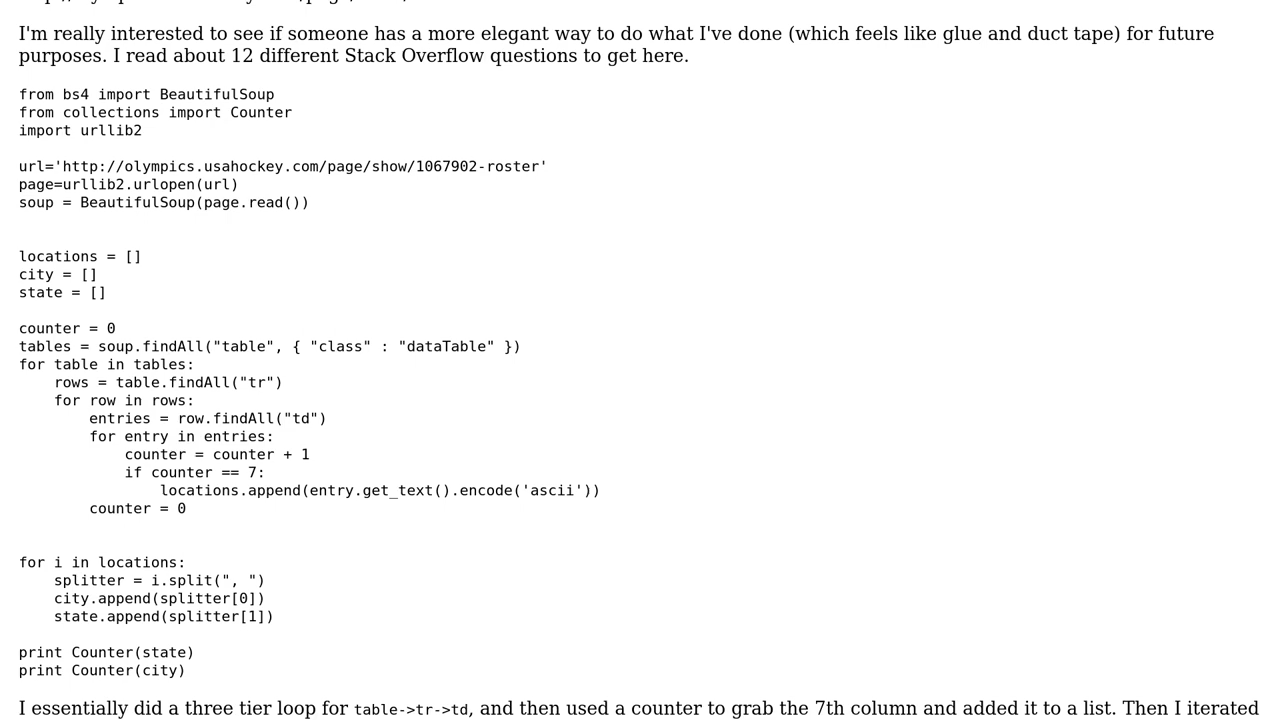 I'm really interested to see if someone has a more elegant way to do what I've done (which feels like glue and duct tape) for future
purposes. I read about 12 different Stack Overflow questions to get here.
from bs4 import BeautifulSoup
from collections import Counter
import urllib2
url='http://olympics.usahockey.com/page/show/1067902-roster'
page=urllib2.urlopen(url)
soup = BeautifulSoup(page.read())
locations = []
city = []
state = []
counter = 0
tables = soup.findAll("table", { "class" : "dataTable" })
for table in tables:
    rows = table.findAll("tr")
    for row in rows:
        entries = row.findAll("td")
        for entry in entries:
            counter = counter + 1
            if counter == 7:
                locations.append(entry.get_text().encode('ascii'))
        counter = 0
for i in locations:
    splitter = i.split(", ")
    city.append(splitter[0])
    state.append(splitter[1])
print Counter(state)
print Counter(city)
I essentially did a three tier loop for table->tr->td, and then used a counter to grab the 7th column and added it to a list. Then I iterated